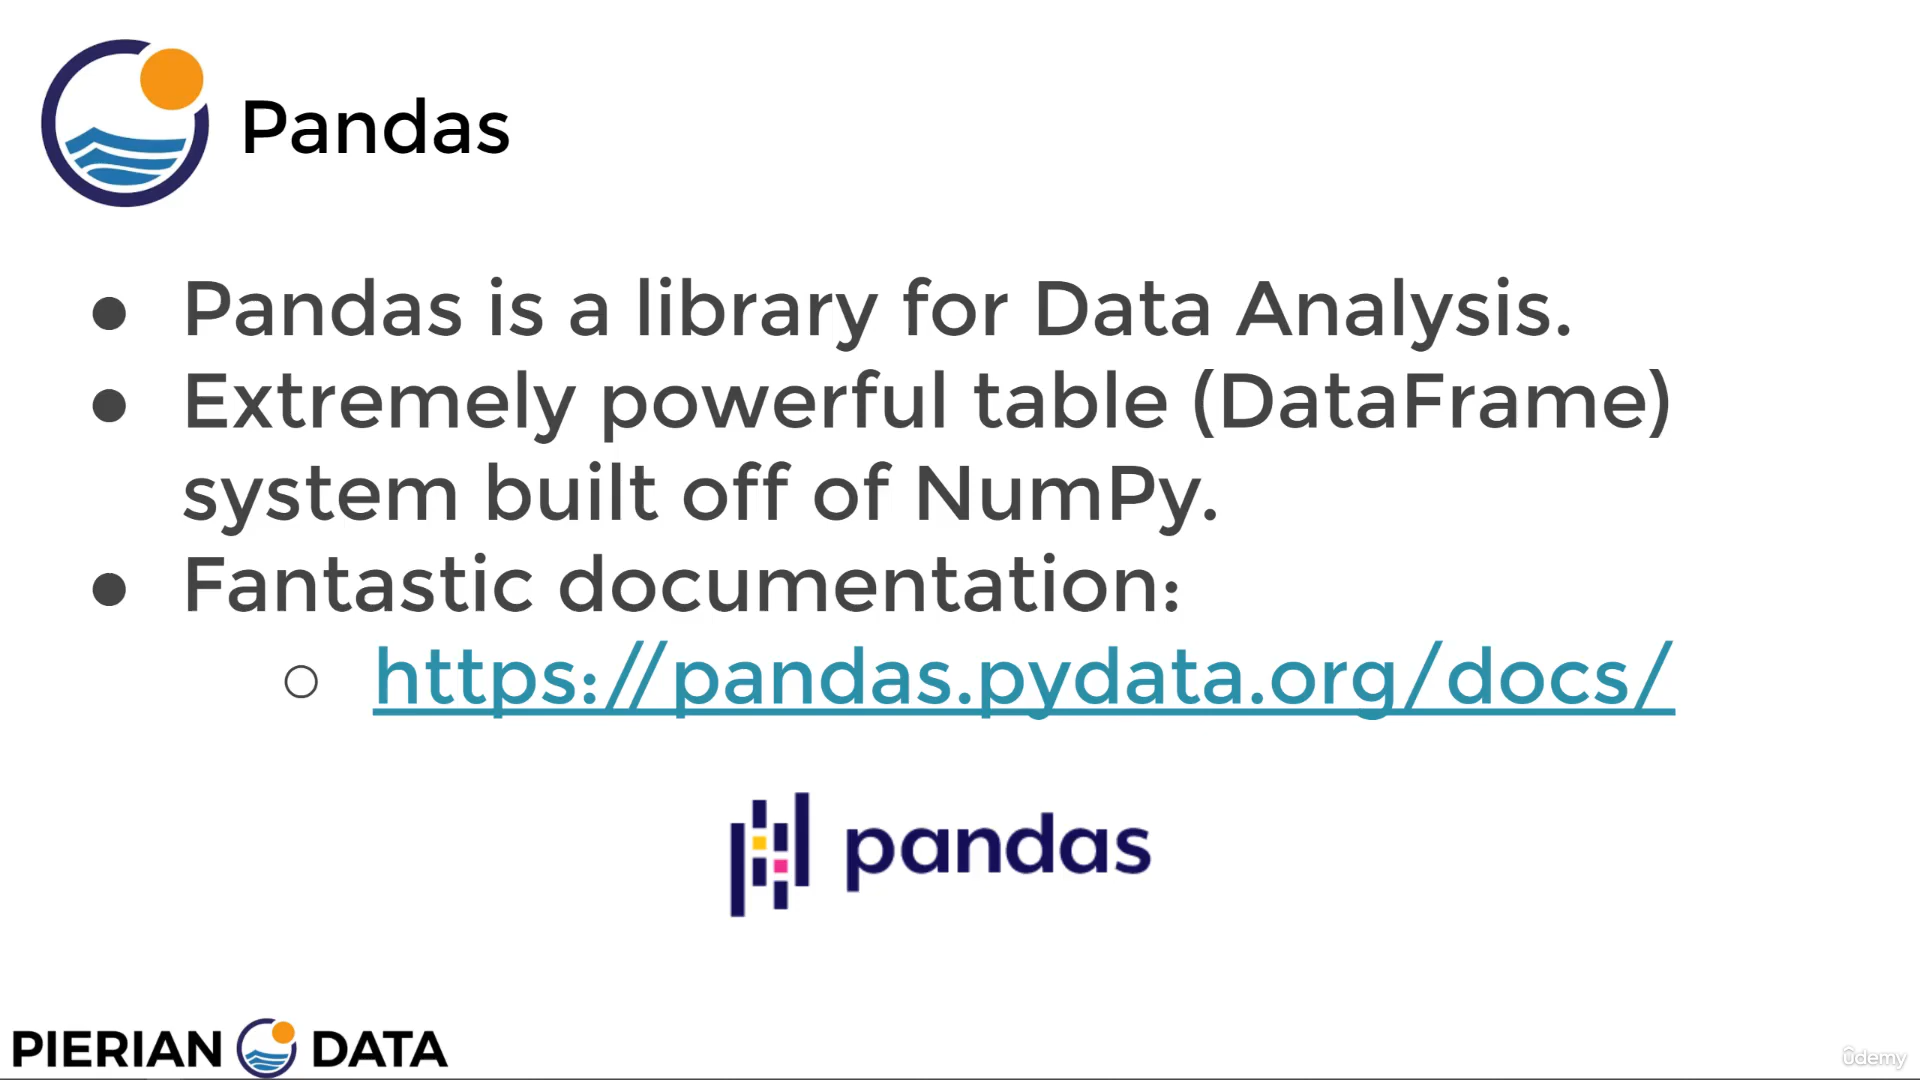 Pandas
● Pandas is a library for Data Analysis.
● Extremely powerful table (DataFrame)
system built off of NumPy.
● Fantastic documentation:
○ https://pandas.pydata.org/docs/
pandas
PIERIAN DATA
ûdemy